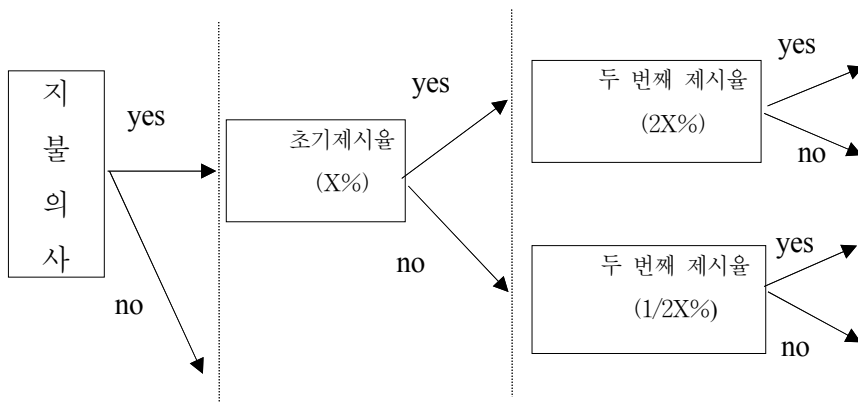 지
불
의
사
yes
no
초기제시율
(X%)
yes
no
두 번째 제시율
(2X%)
yes
no
두 번째 제시율
(1/2X%)
yes
no